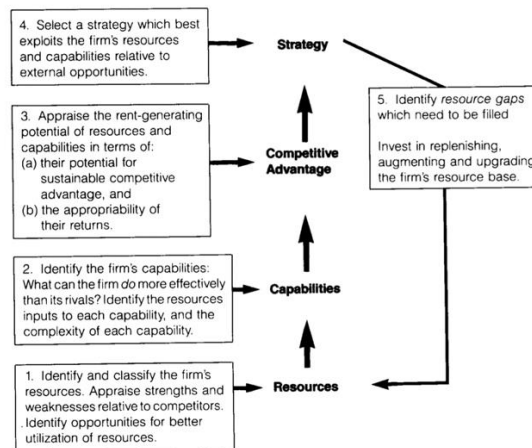 4. Select a strategy which best
exploits the firm's resources
and capabilities relative to
external opportunities.
Strategy
3. Appraise the rent-generating
potential of resources and
capabilities in terms of:
(a) their potential for
sustainable competitive
advantage, and
(b) the appropriability of
their returns.
Competitive
Advantage
5. Identify resource gaps
which need to be filled
Invest in replenishing,
augmenting and upgrading
the firm's resource base.
2. Identify the firm's capabilities:
What can the firm do more effectively
than its rivals? Identify the resources
inputs to each capability, and the
complexity of each capability.
Capabilities
1. Identify and classify the firm's
resources. Appraise strengths and
weaknesses relative to competitors.
Identify opportunities for better
utilization of resources.
Resources